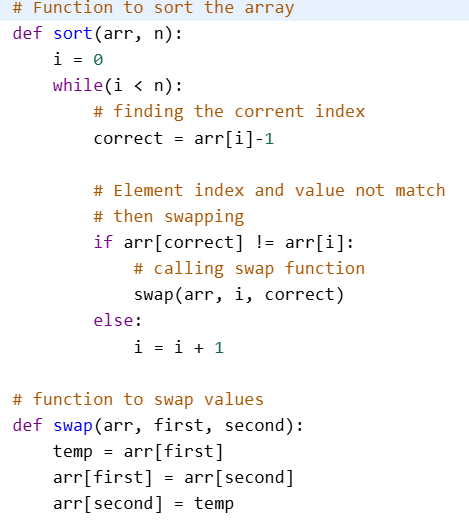 # Function to sort the array
def sort(arr, n):
    i = 0
    while(i < n):
        # finding the corrent index
        correct = arr[i]-1

        # Element index and value not match
        # then swapping
        if arr[correct] != arr[i]:
            # calling swap function
            swap(arr, i, correct)
        else:
            i = i + 1

# function to swap values
def swap(arr, first, second):
    temp = arr[first]
    arr[first] = arr[second]
    arr[second] = temp